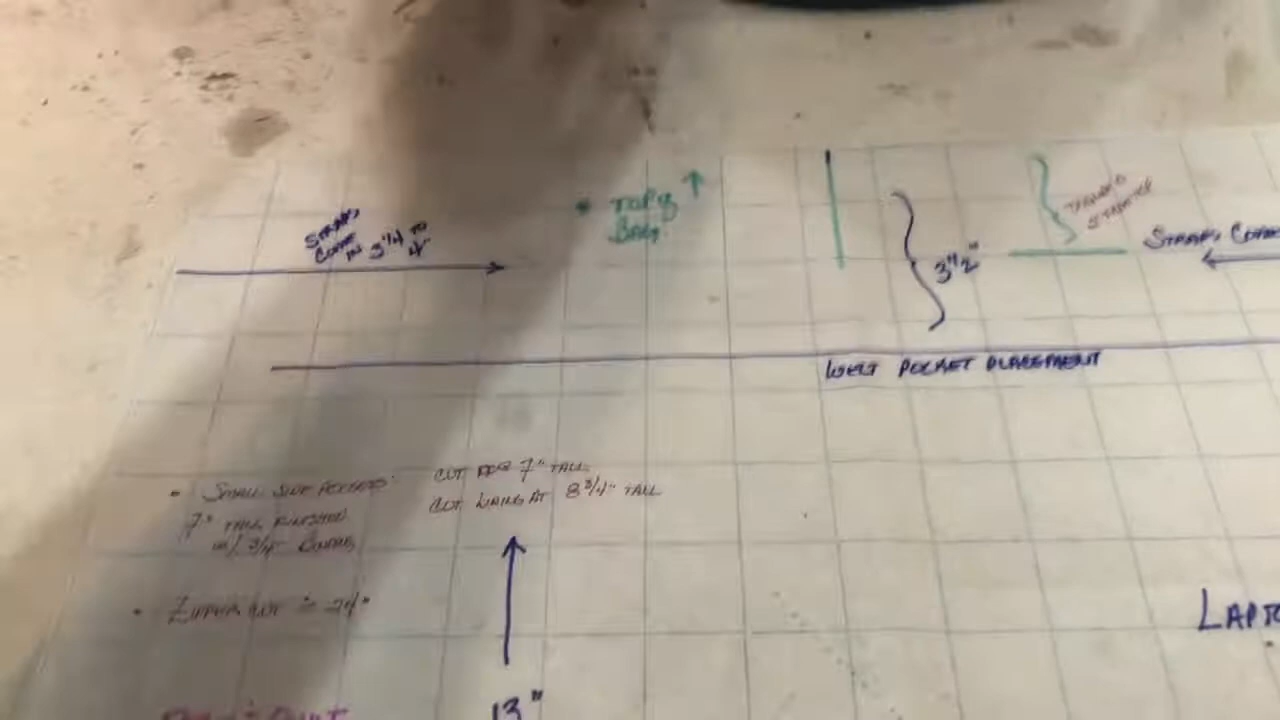 STRAPS
COME
IN 3 1/4 TO
4"
* TOP of
BAG
3 1/2"
STRAPS COME
WELT POCKET PLACEMENT
• SMALL SIDE POCKETS
7" TALL FINISHED
w/ 3/4"
CUT FOR 7" TALL
CUT LINING AT 8 3/4" TALL
• ZIPPER CUT 24"
13"
LAPTO